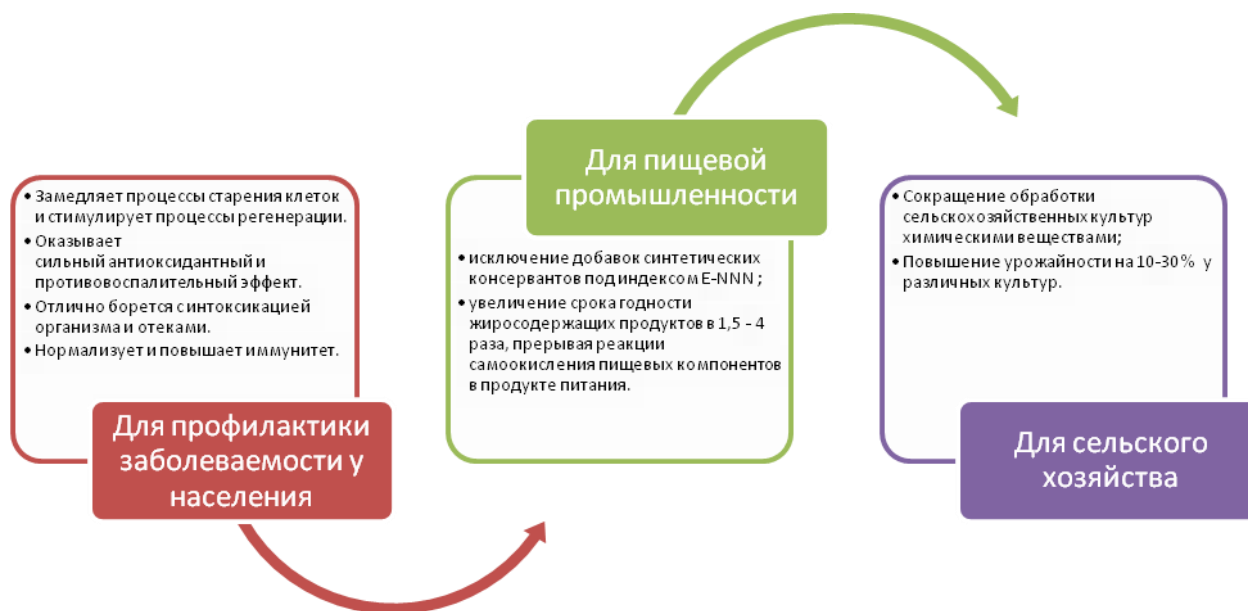 • Замедляет процессы старения клеток
и стимулирует процессы регенерации.
• Оказывает
сильный антиоксидантный и
противовоспалительный эффект.
• Отлично борется с интоксикацией
организма и отеками.
• Нормализует и повышает иммунитет.
Для профилактики
заболеваемости у
населения
Для пищевой
промышленности
• исключение добавок синтетических
консервантов под индексом E-NNN ;
• увеличение срока годности
жиросодержащих продуктов в 1,5 - 4
раза, прерывая реакции
самоокисления пищевых компонентов
в продукте питания.
• Сокращение обработки
сельскохозяйственных культур
химическими веществами;
• Повышение урожайности на 10-30% у
различных культур.
Для сельского
хозяйства